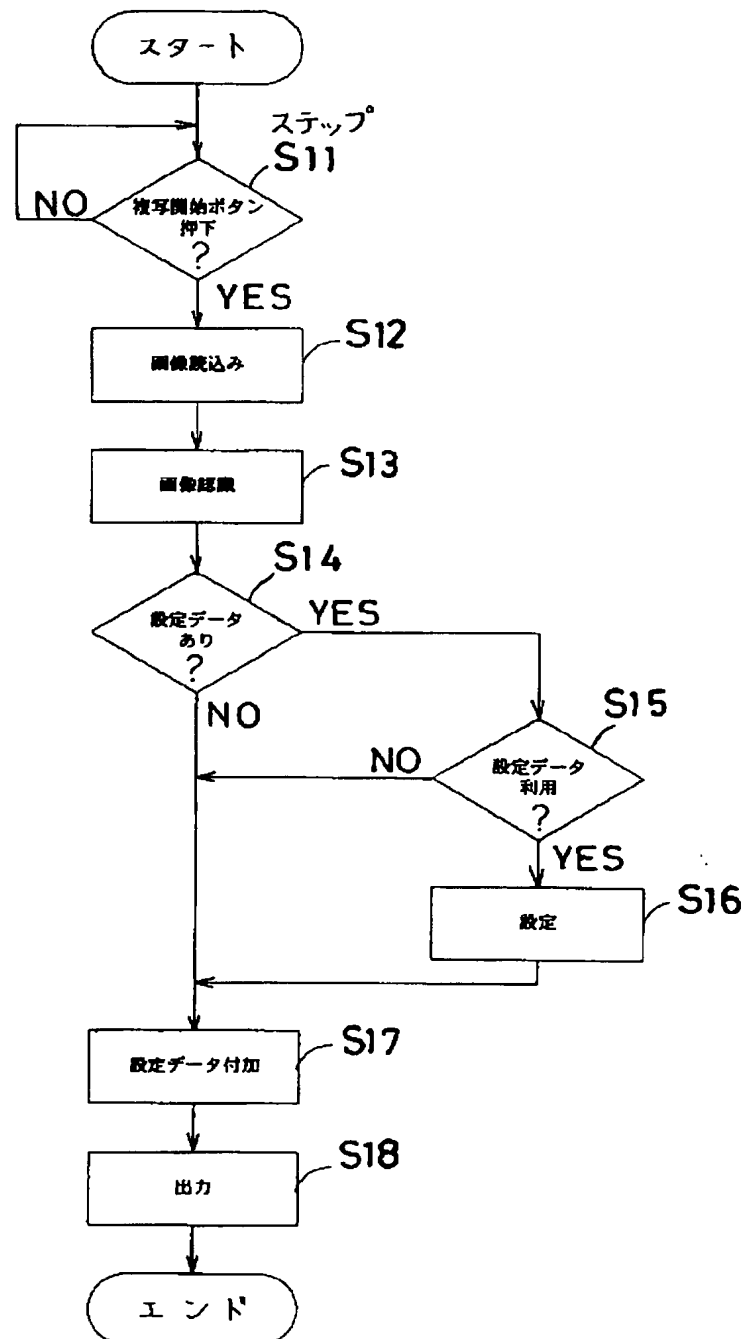 スタート
ステップ
S11
複写開始ボタン
押下
?
NO
YES
S12
画像読込み
S13
画像認識
S14
設定データ
あり
?
YES
NO
S15
設定データ
利用
?
NO
YES
S16
設定
S17
設定データ付加
S18
出力
エンド